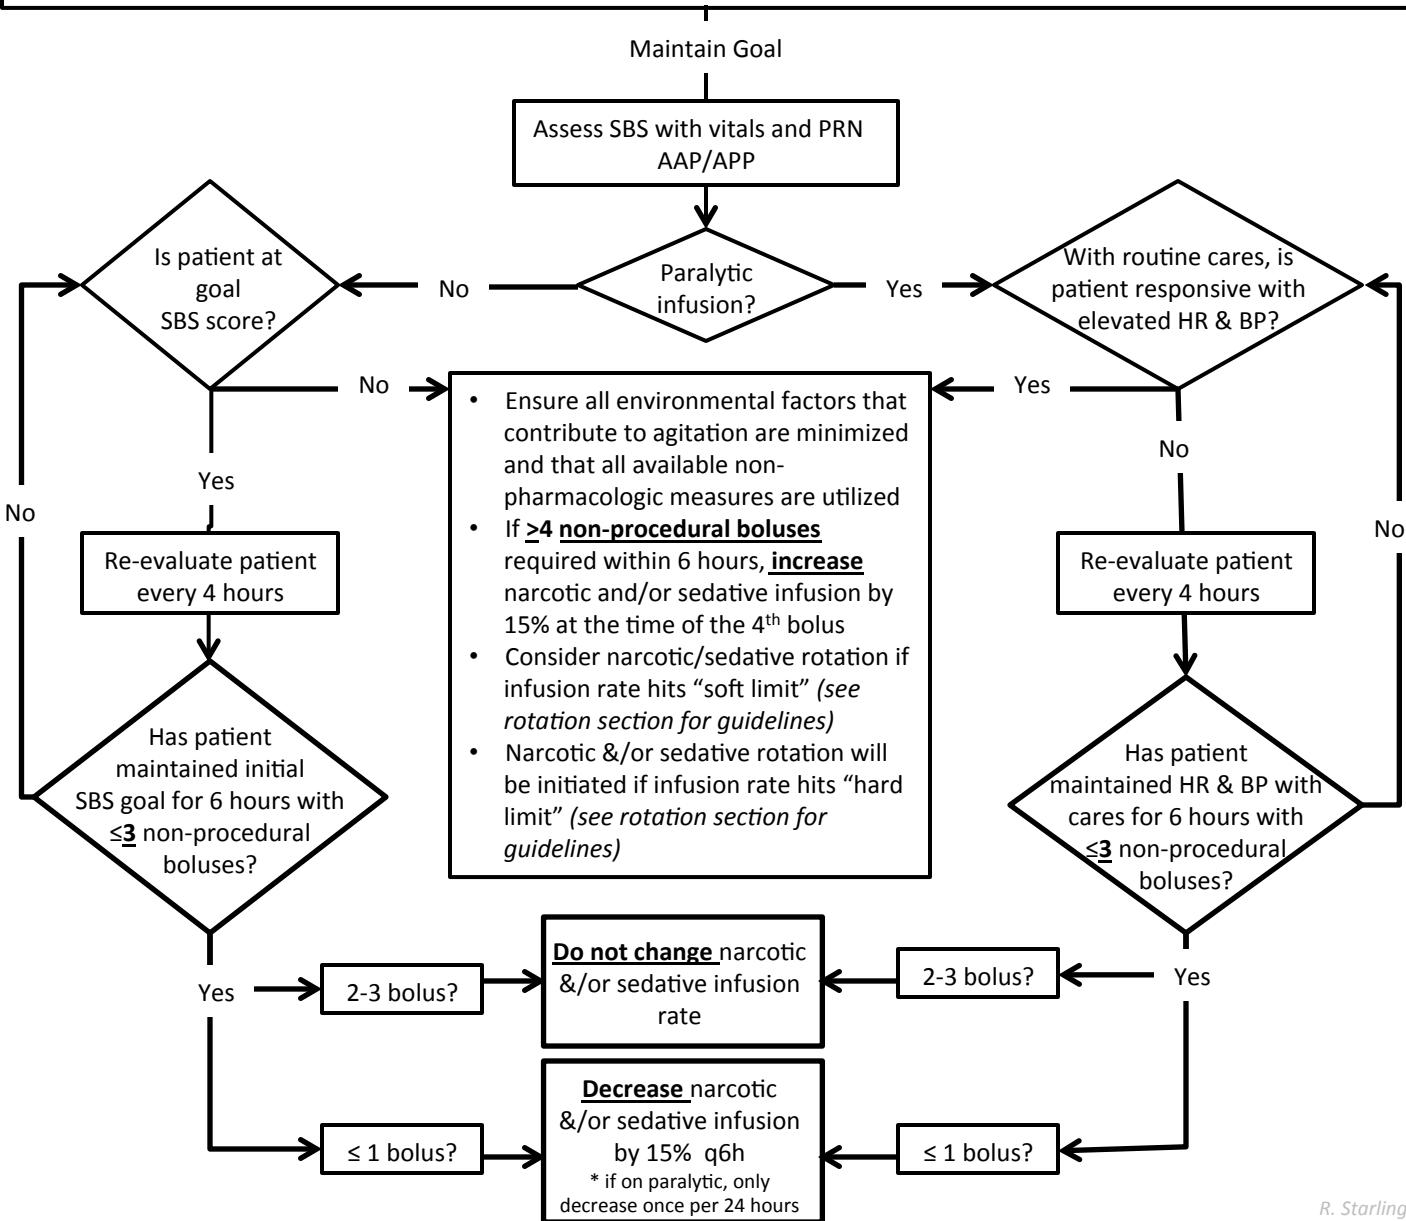 Maintain Goal
Assess SBS with vitals and PRN
AAP/APP
Is patient at
goal
SBS score?
No
Paralytic
infusion?
Yes
With routine cares, is
patient responsive with
elevated HR & BP?
No
Yes
• Ensure all environmental factors that
contribute to agitation are minimized
and that all available non-
pharmacologic measures are utilized
• If >4 non-procedural boluses
required within 6 hours, increase
narcotic and/or sedative infusion by
15% at the time of the 4th bolus
• Consider narcotic/sedative rotation if
infusion rate hits “soft limit” (see
rotation section for guidelines)
• Narcotic &/or sedative rotation will
be initiated if infusion rate hits “hard
limit” (see rotation section for
guidelines)
Yes
No
No
No
Re-evaluate patient
every 4 hours
Re-evaluate patient
every 4 hours
Has patient
maintained initial
SBS goal for 6 hours with
≤3 non-procedural
boluses?
Has patient
maintained HR & BP with
cares for 6 hours with
≤3 non-procedural
boluses?
Yes
2-3 bolus?
Do not change narcotic
&/or sedative infusion
rate
2-3 bolus?
Yes
≤ 1 bolus?
Decrease narcotic
&/or sedative infusion
by 15% q6h
* if on paralytic, only
decrease once per 24 hours
≤ 1 bolus?
R. Starling